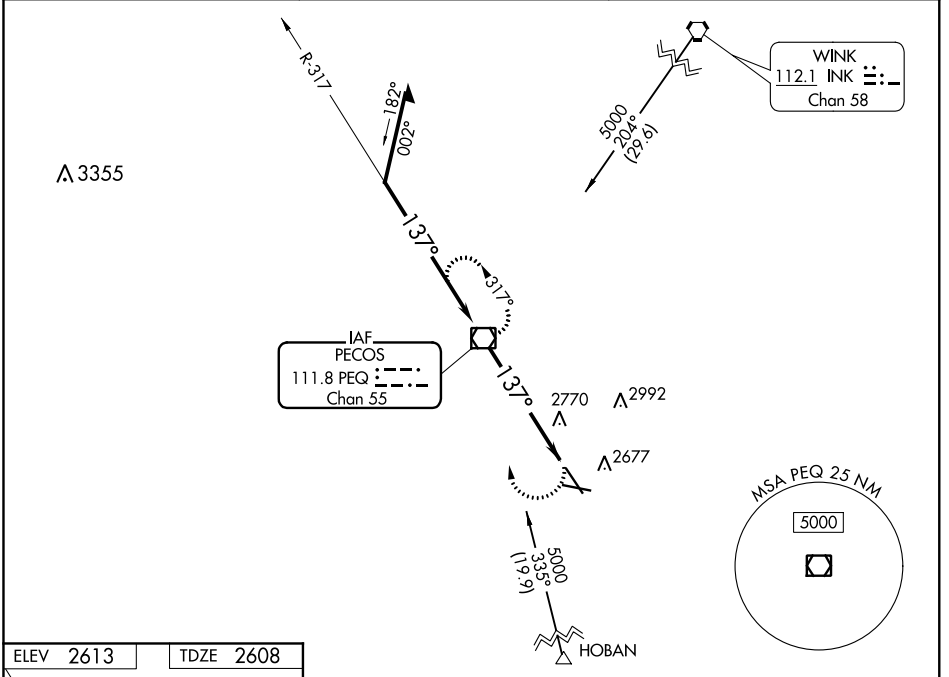 R-317
182°
002°
WINK
112.1 INK
Chan 58
5000
204°
(29.6)
3355
137°
317°
IAF
PECOS
111.8 PEQ
Chan 55
137°
2770
2992
2677
MSA PEQ 25 NM
5000
5000
335°
(19.9)
HOBAN
ELEV 2613
TDZE 2608